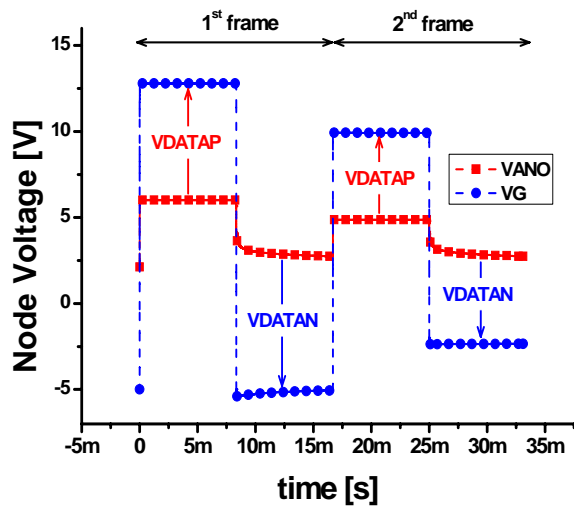 1st frame
2nd frame
15
10
5
0
-5
Node Voltage [V]
VDATAP
VDATAP
VANO
VG
VDATAN
VDATAN
-5m 0 5m 10m 15m 20m 25m 30m 35m
time [s]